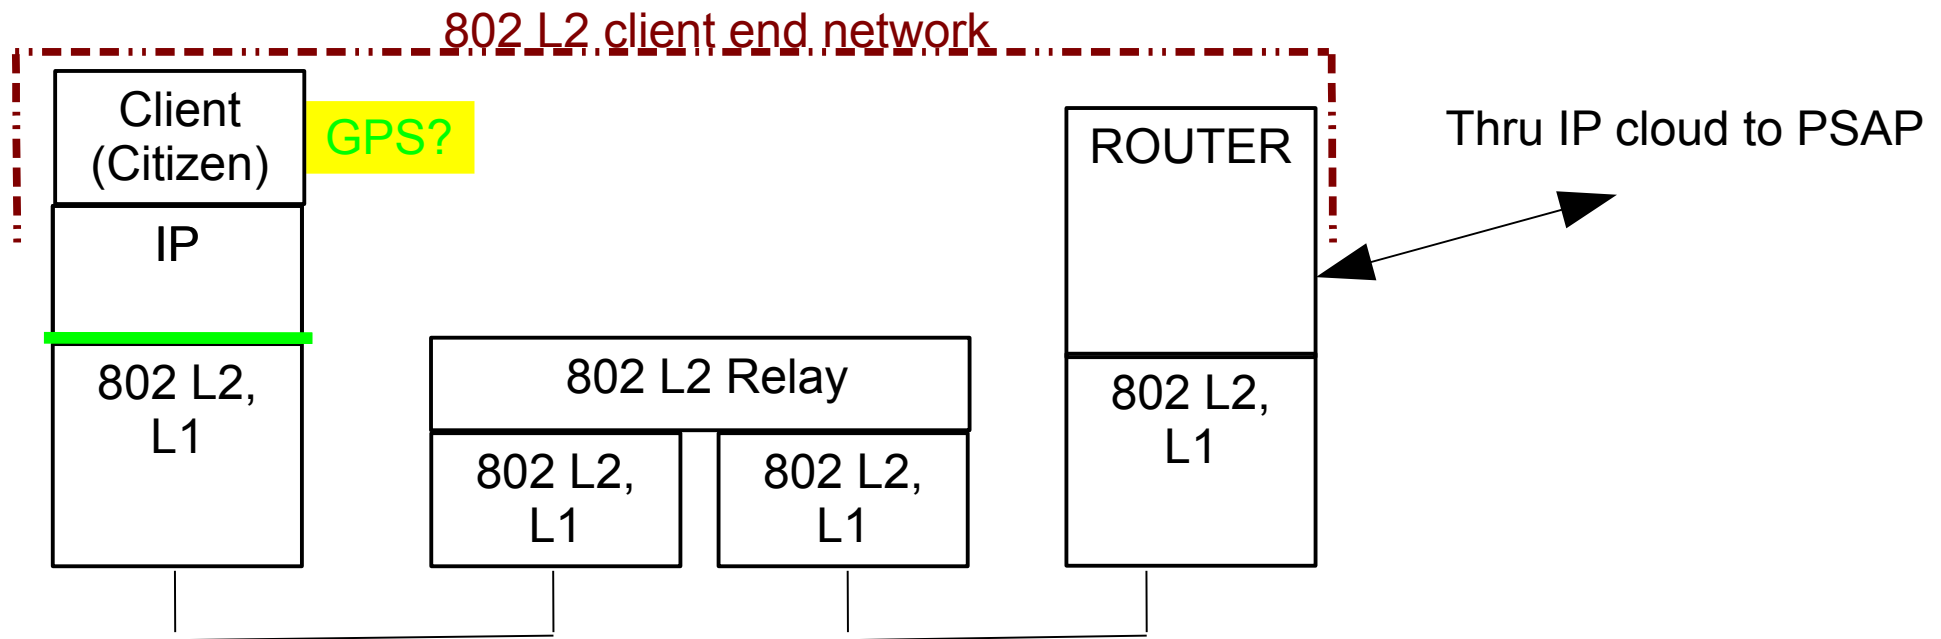 802 L2 client end network
Client
(Citizen)
GPS?
IP
802 L2,
L1
802 L2 Relay
802 L2,
L1
802 L2,
L1
ROUTER
802 L2,
L1
Thru IP cloud to PSAP